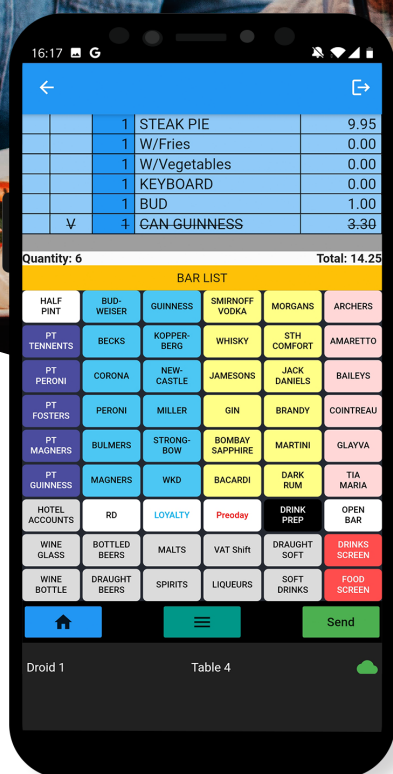 16:17 G
1 STEAK PIE 9.95
1 W/Fries 0.00
1 W/Vegetables 0.00
1 KEYBOARD 0.00
1 BUD 1.00
V 1 CAN GUINNESS 3.30
Quantity: 6 Total: 14.25
BAR LIST
HALF PINT BUD-WEISER GUINNESS SMIRNOFF VODKA MORGANS ARCHERS
PT TENNENTS BECKS KOPPER-BERG WHISKY STH COMFORT AMARETTO
PT PERONI CORONA NEW-CASTLE JAMESONS JACK DANIELS BAILEYS
PT FOSTERS PERONI MILLER GIN BRANDY COINTREAU
PT MAGNERS BULMERS STRONG-BOW BOMBAY SAPPHIRE MARTINI GLAYVA
PT GUINNESS MAGNERS WKD BACARDI DARK RUM TIA MARIA
HOTEL ACCOUNTS RD LOYALTY Preoday DRINK PREP OPEN BAR
WINE GLASS BOTTLED BEERS MALTS VAT Shift DRAUGHT SOFT DRINKS SCREEN
WINE BOTTLE DRAUGHT BEERS SPIRITS LIQUEURS SOFT DRINKS FOOD SCREEN
Send
Droid 1 Table 4